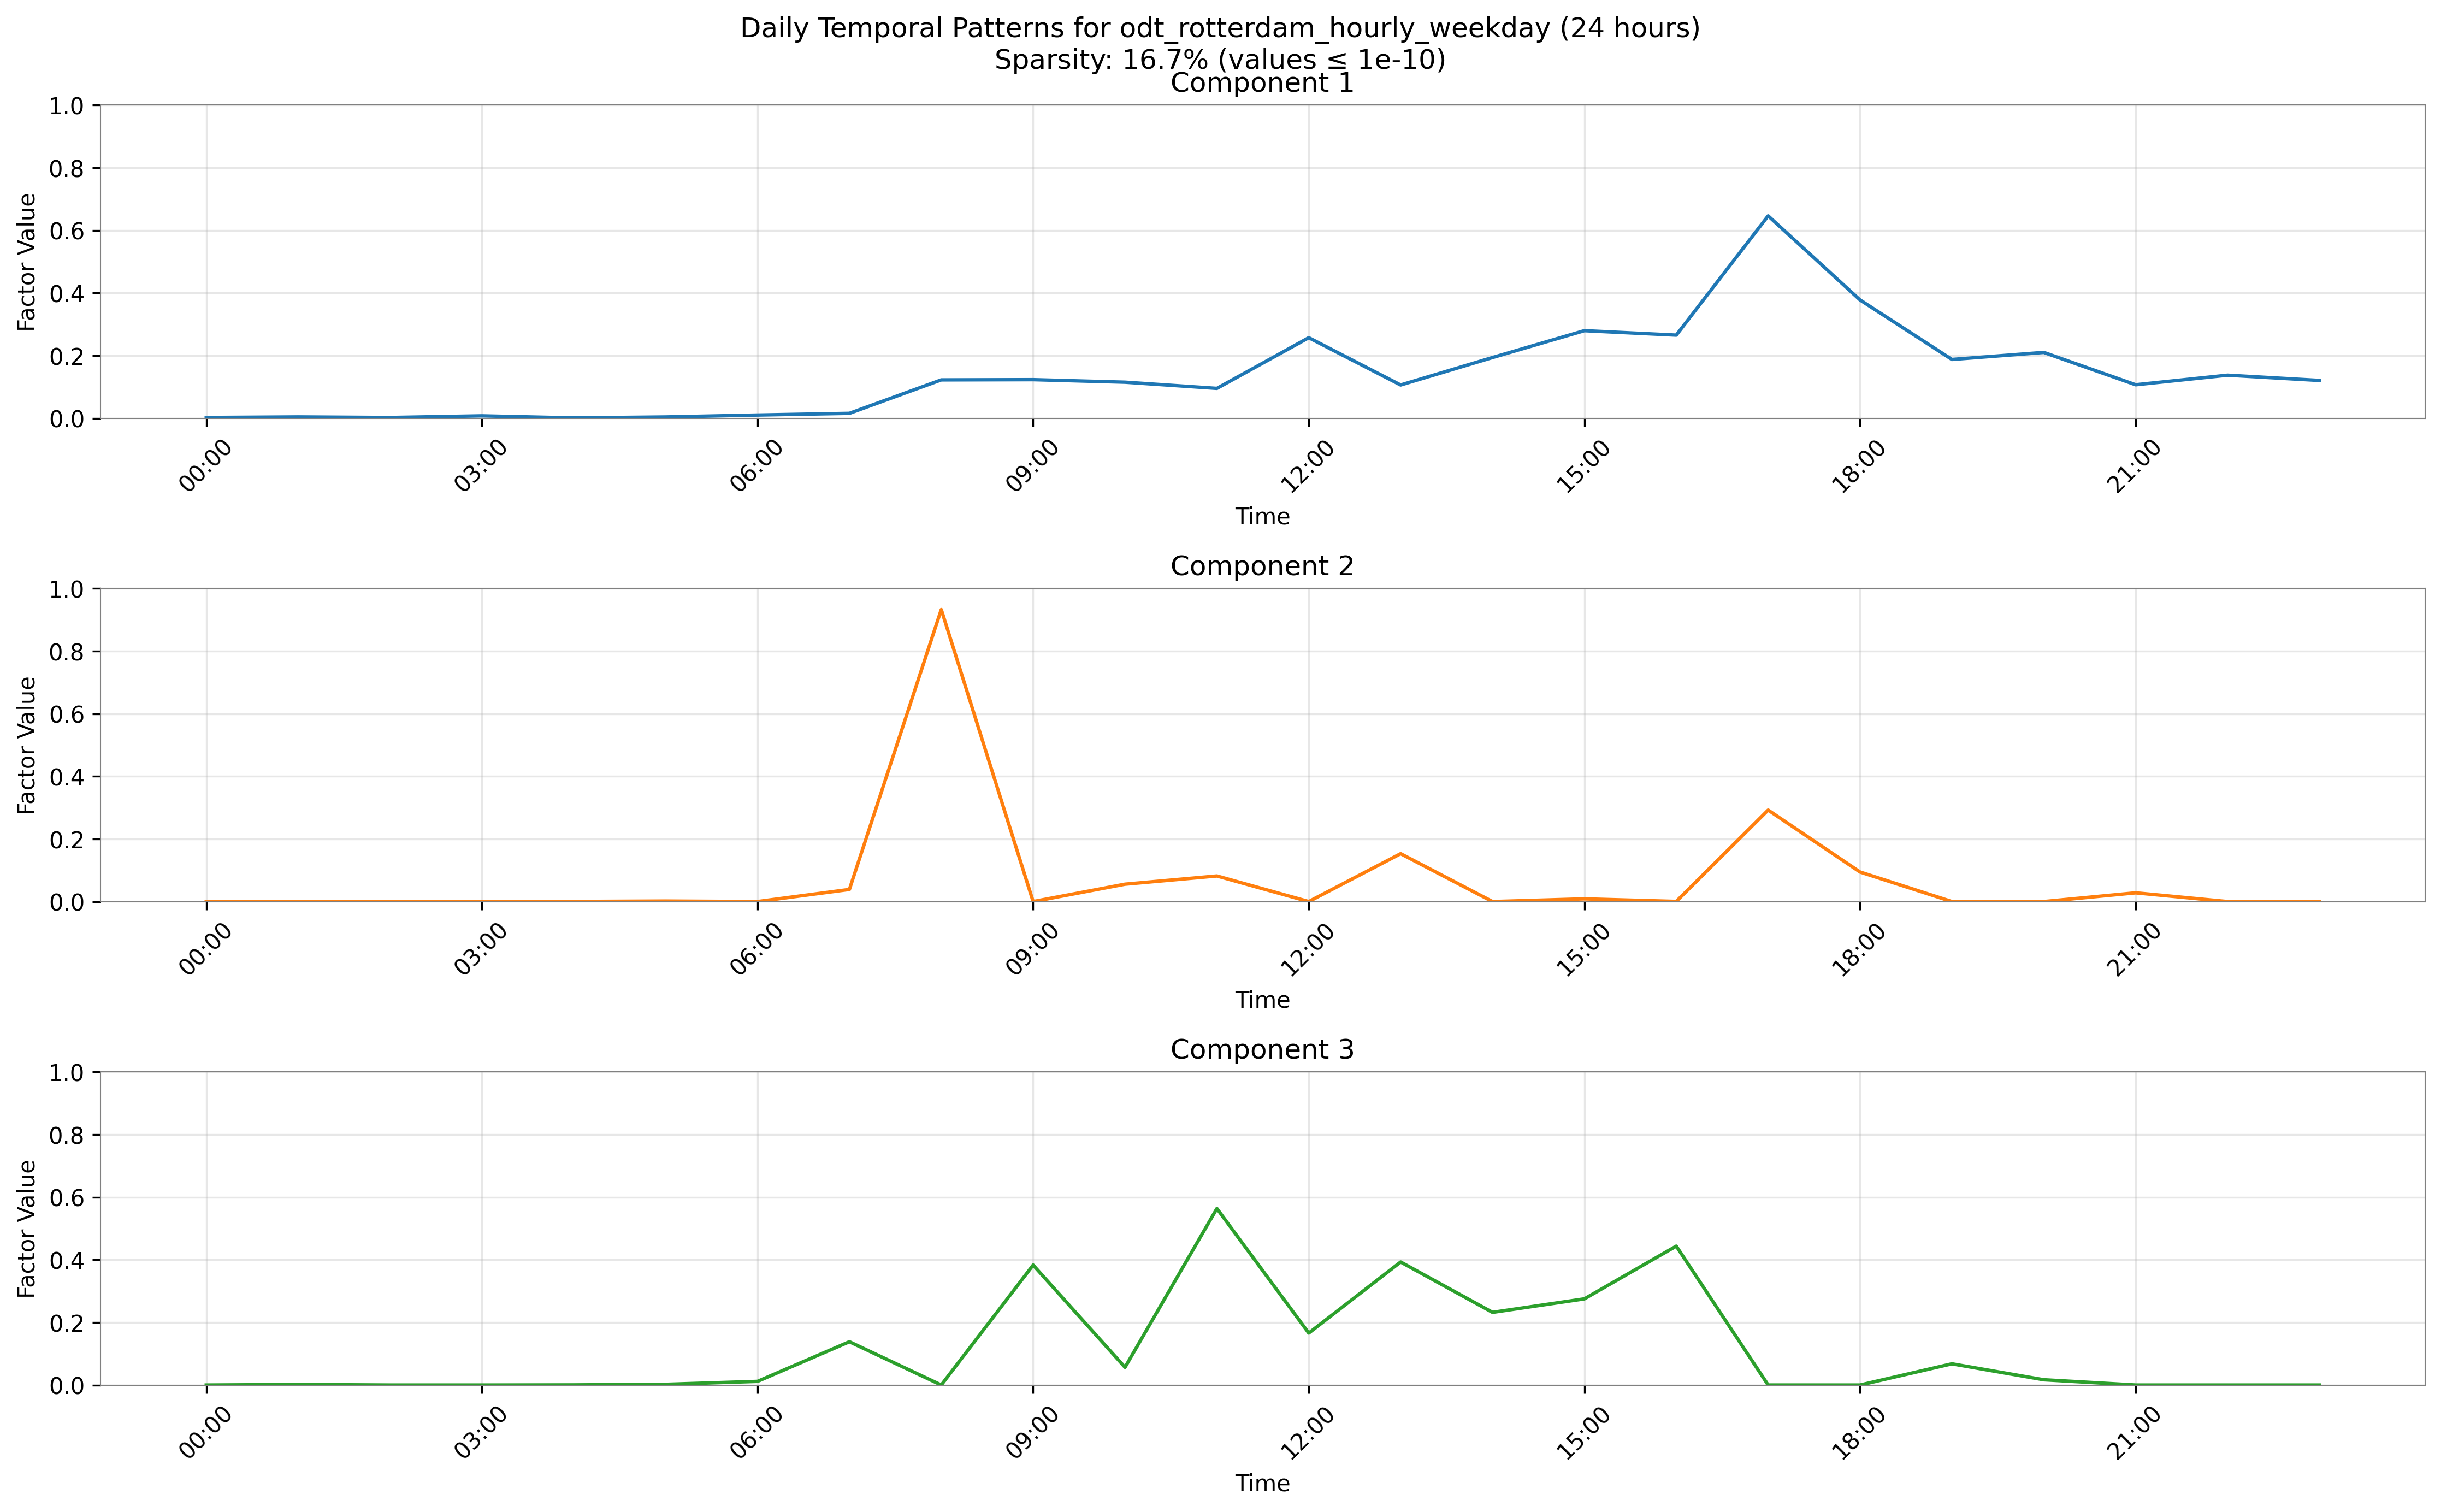 Daily Temporal Patterns for odt_rotterdam_hourly_weekday (24 hours)
Sparsity: 16.7% (values ≤ 1e-10)
Component 1
1.0
0.8
0.6
0.4
0.2
0.0
Factor Value
00:00 03:00 06:00 09:00 12:00 15:00 18:00 21:00
Time
Component 2
1.0
0.8
0.6
0.4
0.2
0.0
Factor Value
00:00 03:00 06:00 09:00 12:00 15:00 18:00 21:00
Time
Component 3
1.0
0.8
0.6
0.4
0.2
0.0
Factor Value
00:00 03:00 06:00 09:00 12:00 15:00 18:00 21:00
Time